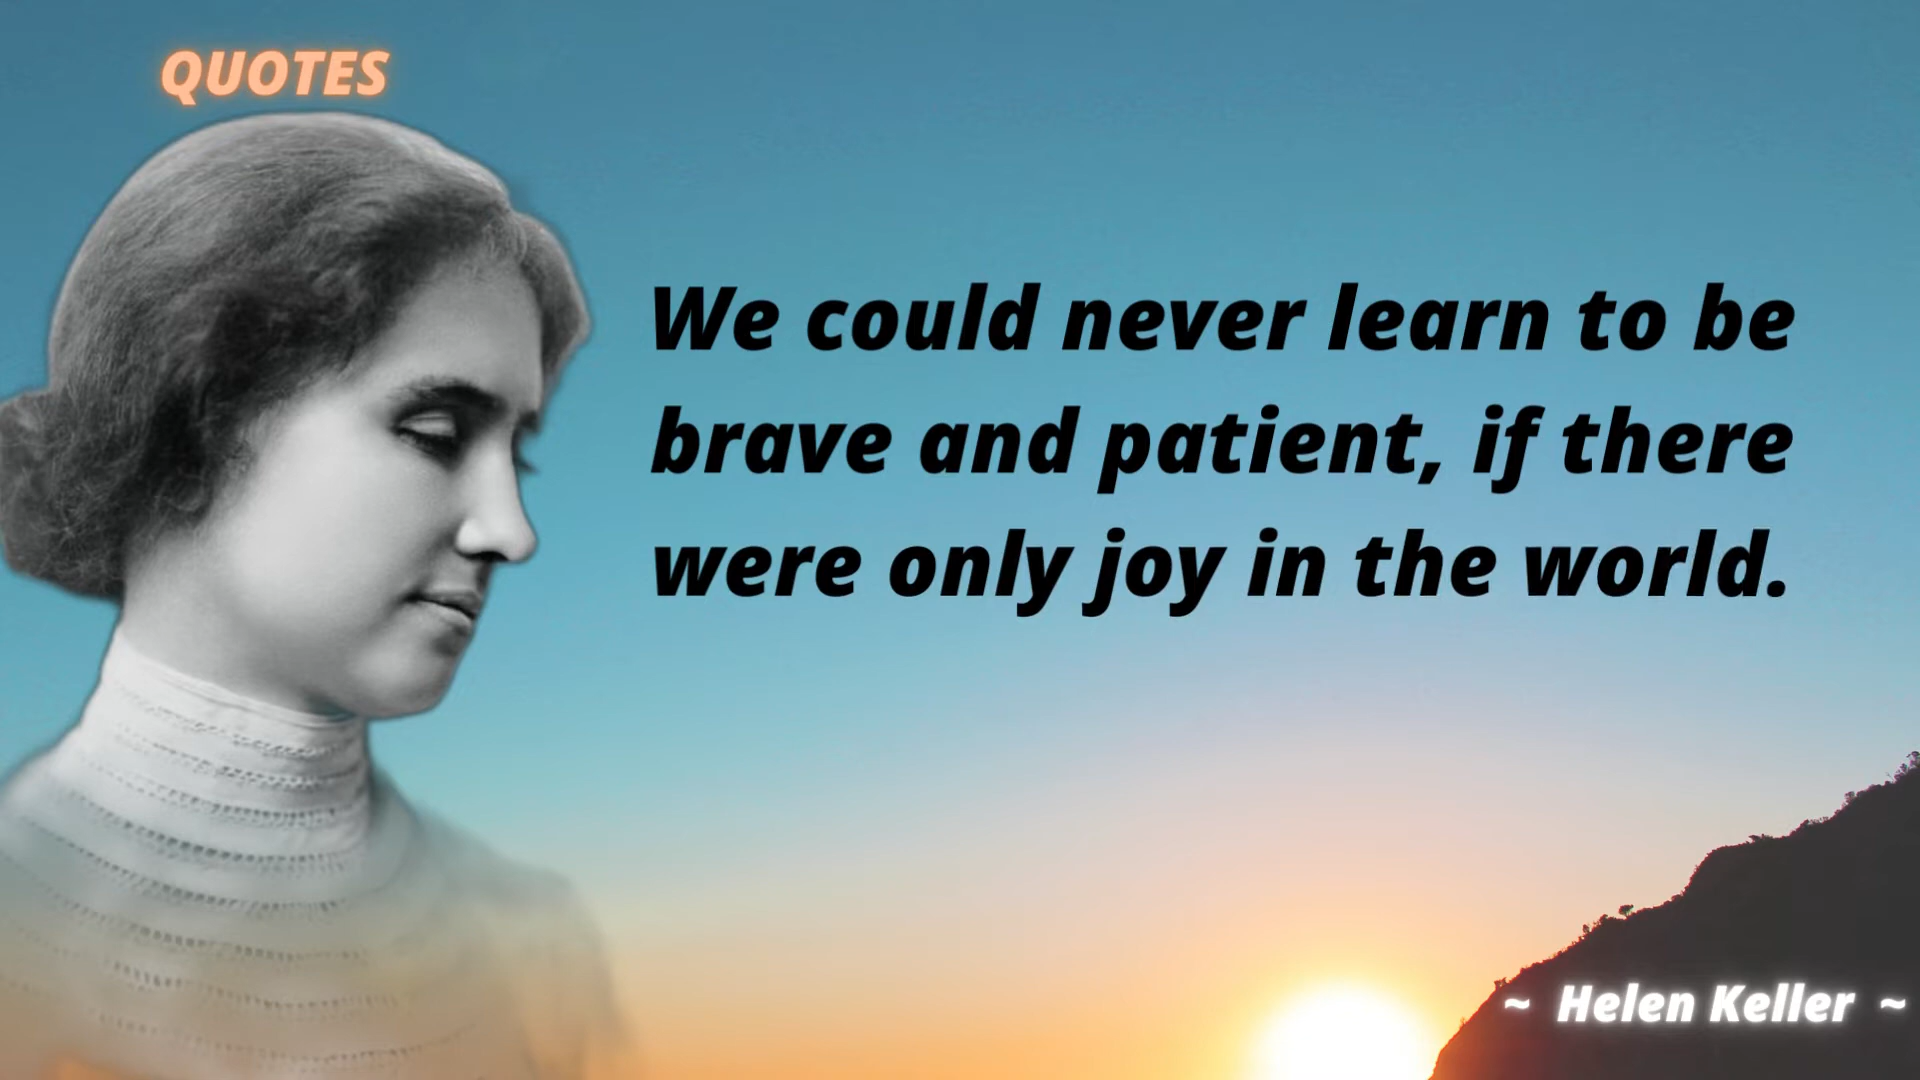 QUOTES
We could never learn to be
brave and patient, if there
were only joy in the world.
~ Helen Keller ~